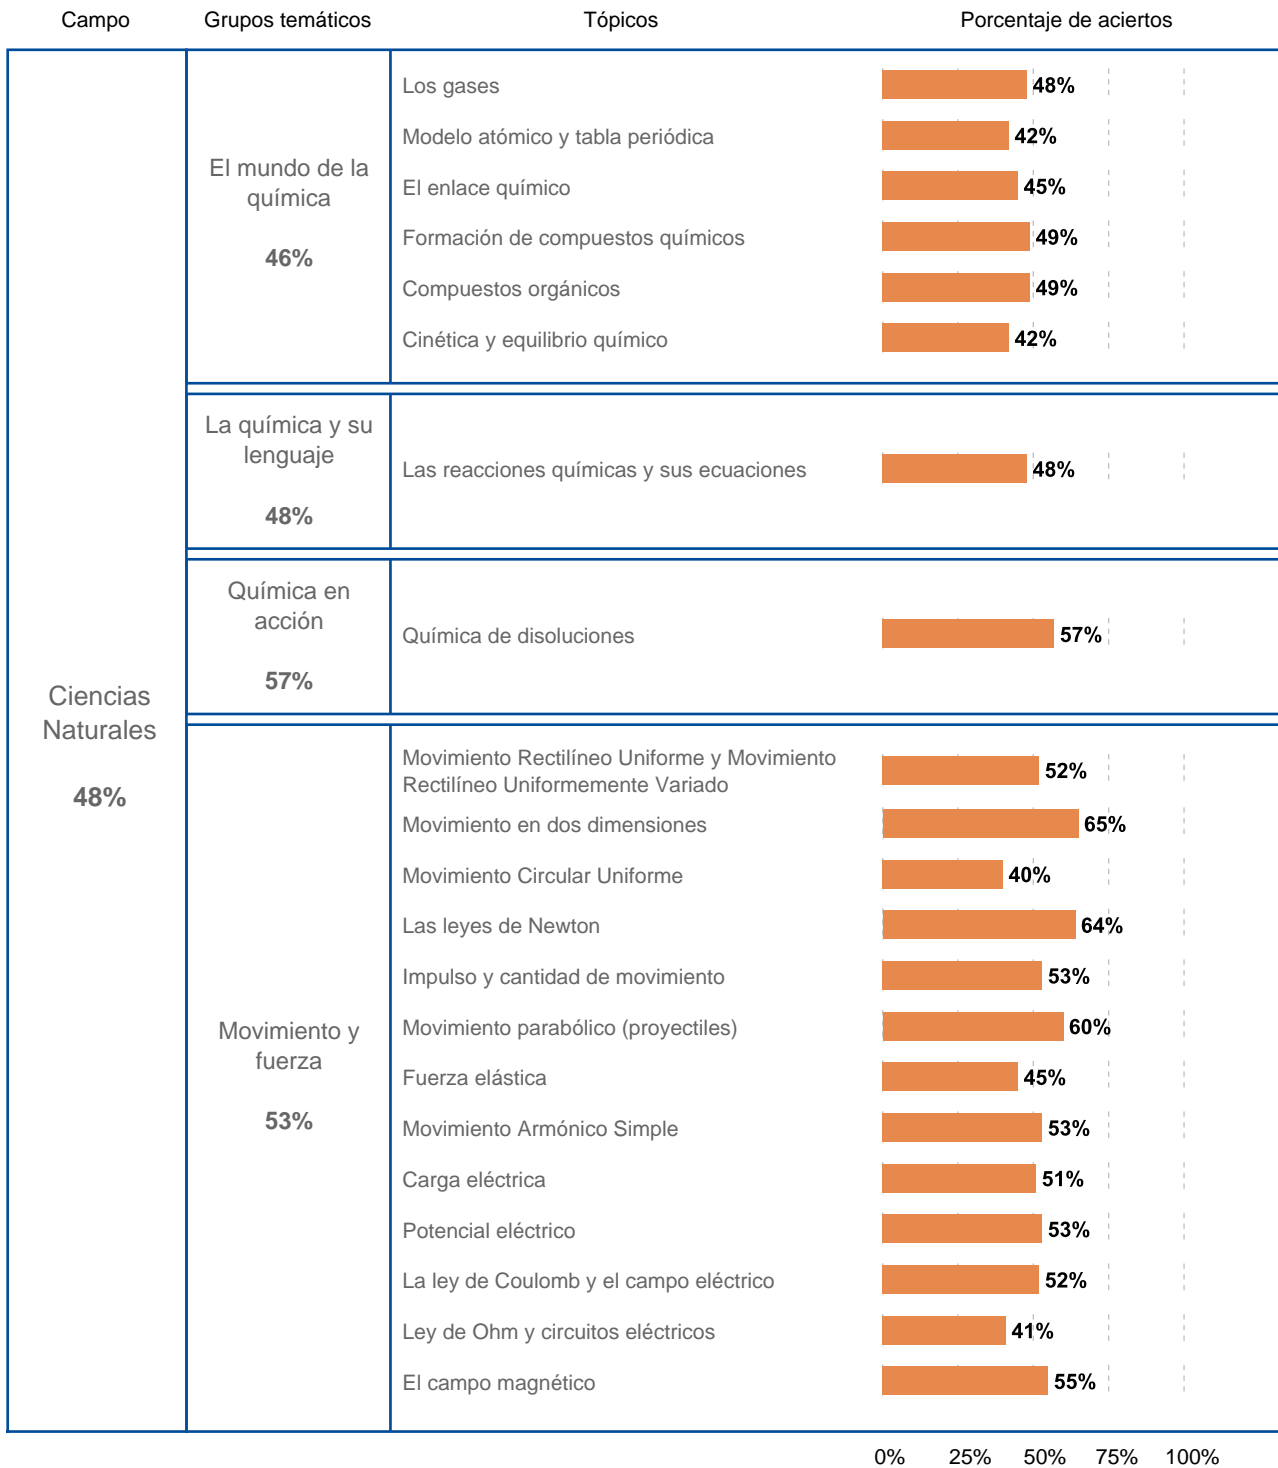 Campo Grupos temáticos Tópicos Porcentaje de aciertos
Ciencias
Naturales
48%
El mundo de la
química
46%
Los gases 48%
Modelo atómico y tabla periódica 42%
El enlace químico 45%
Formación de compuestos químicos 49%
Compuestos orgánicos 49%
Cinética y equilibrio químico 42%
La química y su
lenguaje
48%
Las reacciones químicas y sus ecuaciones 48%
Química en
acción
57%
Química de disoluciones 57%
Movimiento y
fuerza
53%
Movimiento Rectilíneo Uniforme y Movimiento
Rectilíneo Uniformemente Variado 52%
Movimiento en dos dimensiones 65%
Movimiento Circular Uniforme 40%
Las leyes de Newton 64%
Impulso y cantidad de movimiento 53%
Movimiento parabólico (proyectiles) 60%
Fuerza elástica 45%
Movimiento Armónico Simple 53%
Carga eléctrica 51%
Potencial eléctrico 53%
La ley de Coulomb y el campo eléctrico 52%
Ley de Ohm y circuitos eléctricos 41%
El campo magnético 55%
0% 25% 50% 75% 100%